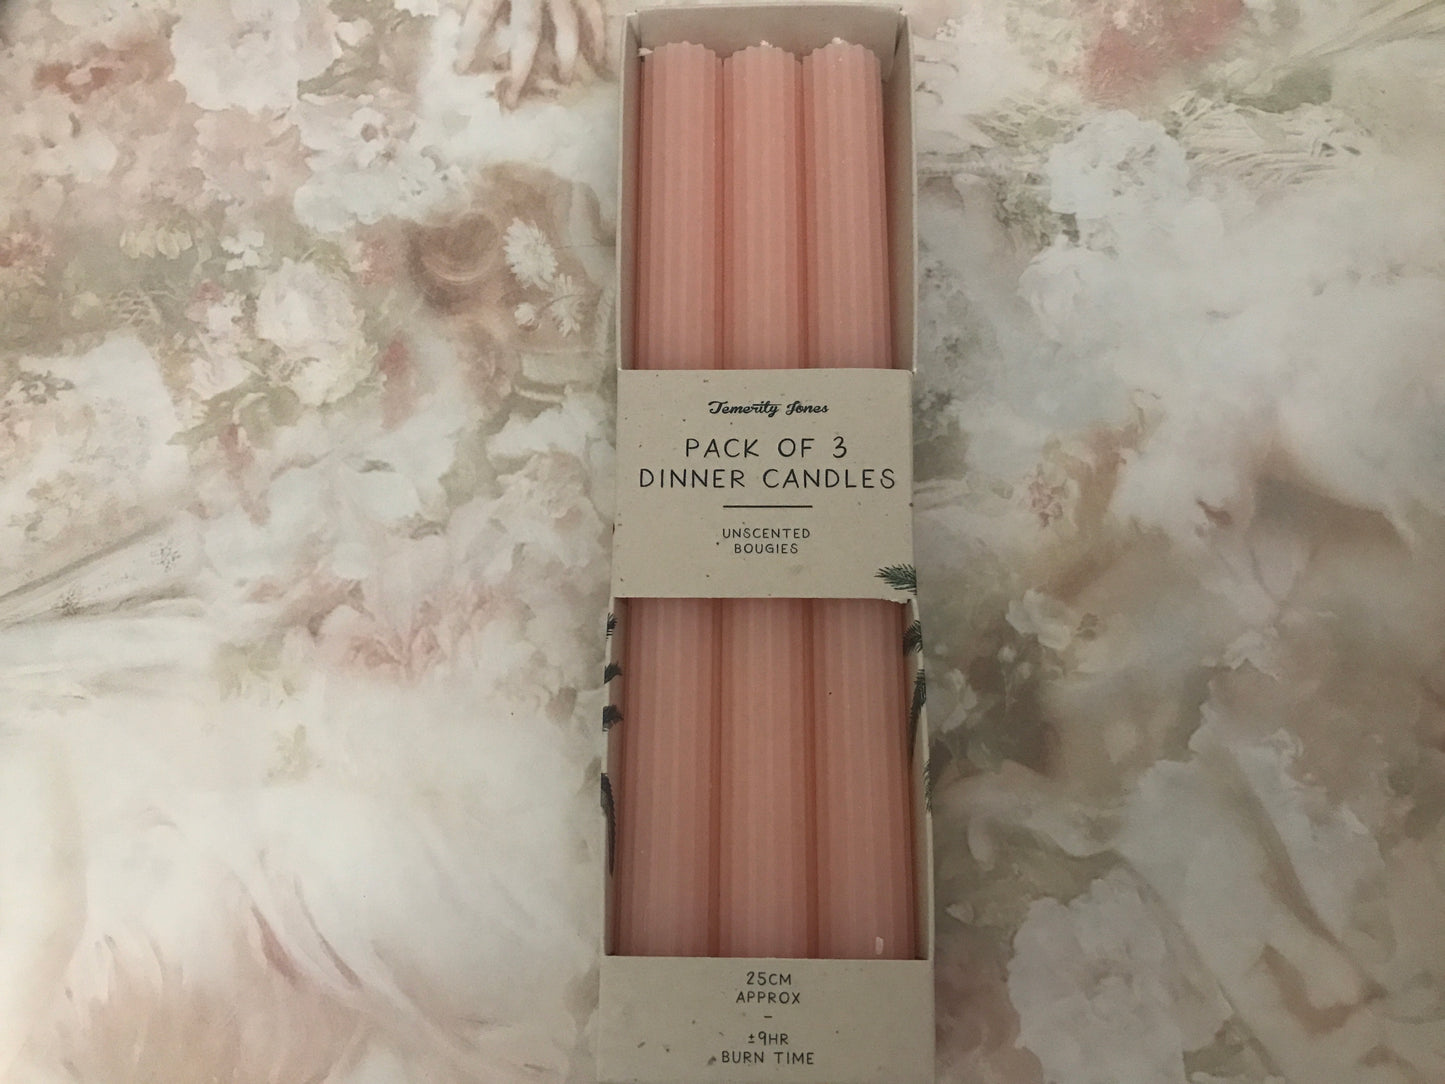 Temerity Jones
PACK OF 3
DINNER CANDLES
UNSCENTED
BOUGIES
25CM
APPROX
-
±9HR
BURN TIME